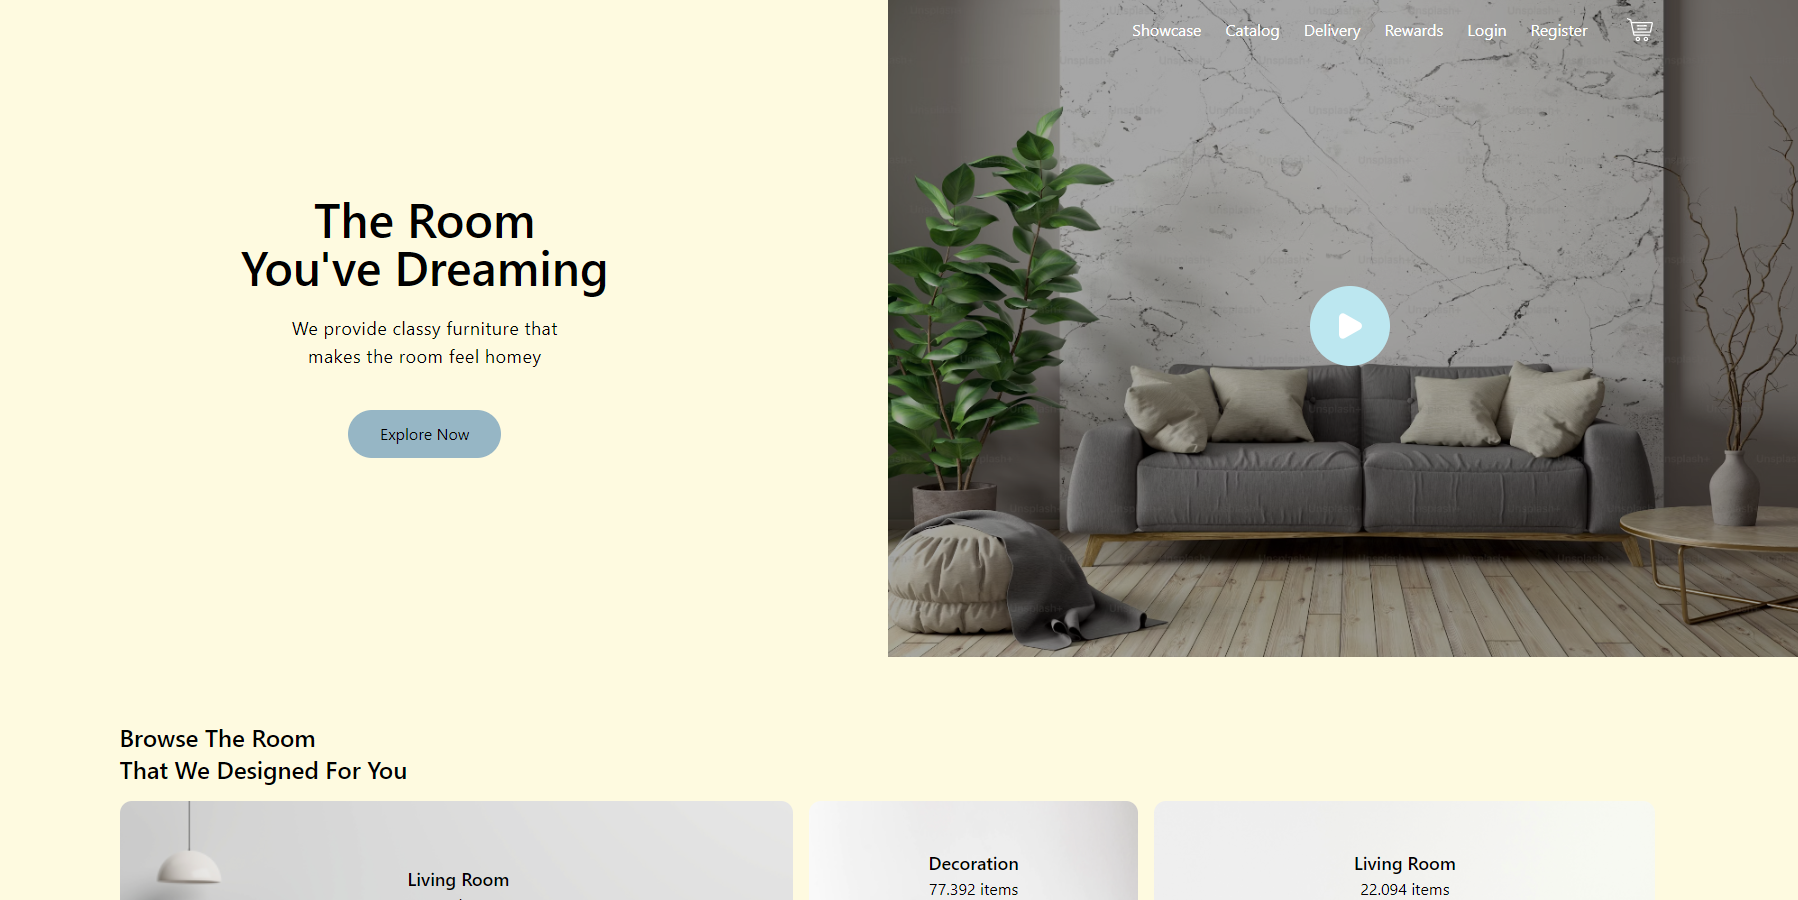 Showcase Catalog Delivery Rewards Login Register
The Room
You've Dreaming
We provide classy furniture that
makes the room feel homey
Explore Now
Browse The Room
That We Designed For You
Living Room
Decoration
77.392 items
Living Room
22.094 items
Unsplash+